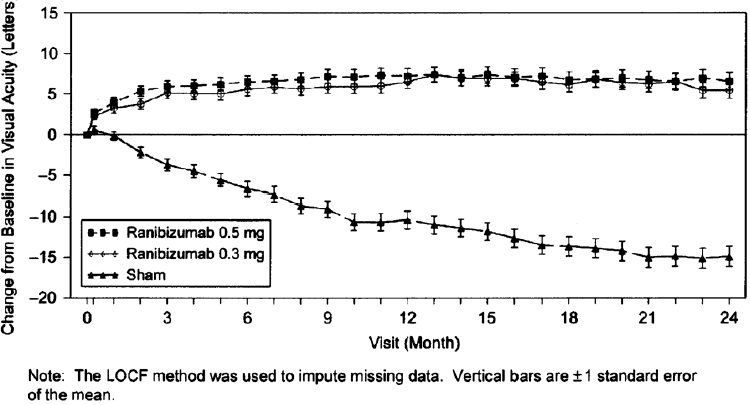 Change from Baseline in Visual Acuity (Letters)
15
10
5
0
−5
−10
−15
−20
Ranibizumab 0.5 mg
Ranibizumab 0.3 mg
Sham
0 3 6 9 12 15 18 21 24
Visit (Month)
Note: The LOCF method was used to impute missing data. Vertical bars are ±1 standard error
of the mean.